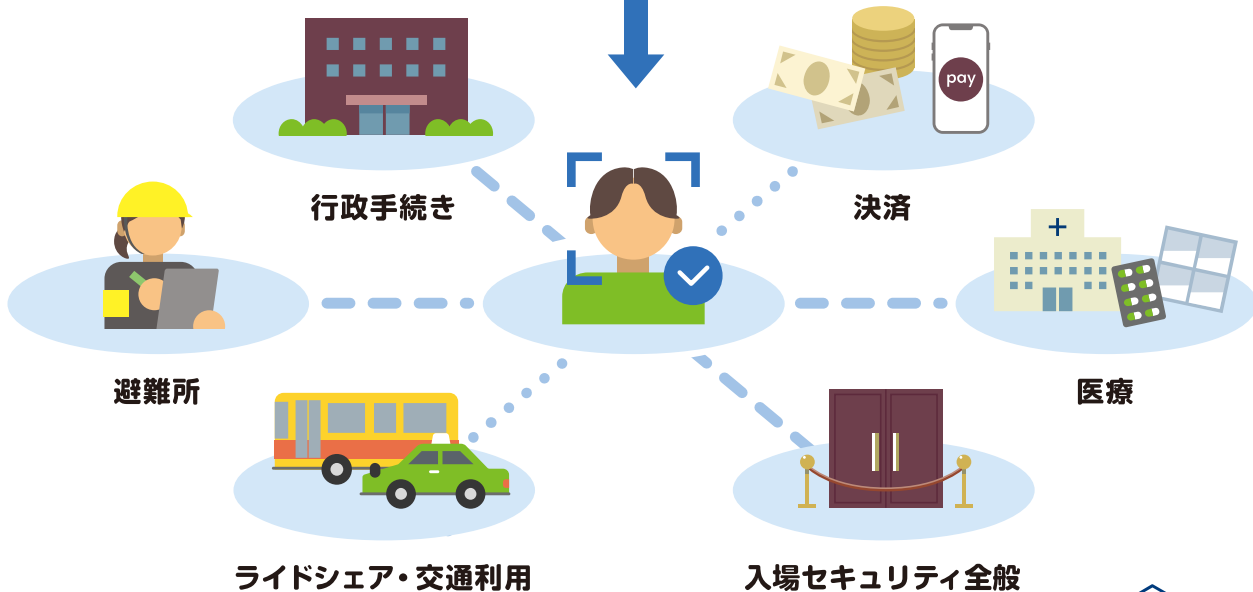 pay
行政手続き
決済
避難所
医療
ライドシェア・交通利用
入場セキュリティ全般